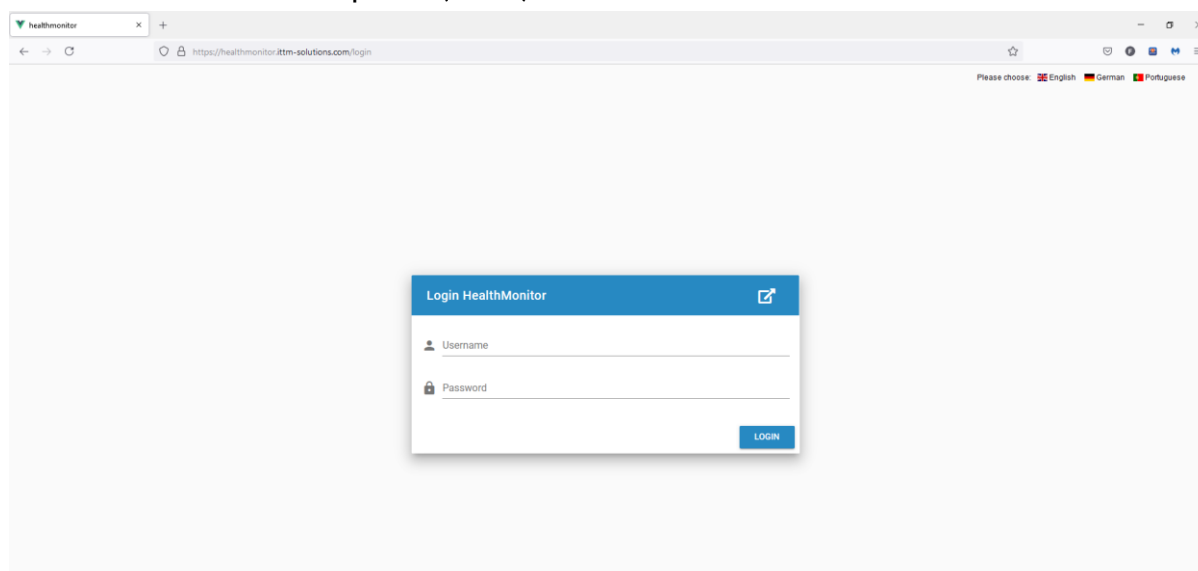 healthmonitor
https://healthmonitor.ittm-solutions.com/login
Please choose: English German Portuguese
Login HealthMonitor
Username
Password
LOGIN